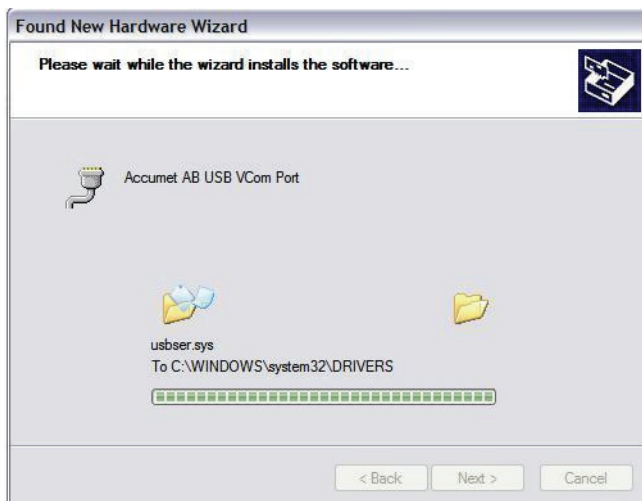 Found New Hardware Wizard
Please wait while the wizard installs the software...
Accumet AB USB VCom Port
usbser.sys
To C:\WINDOWS\system32\DRIVERS
< Back Next > Cancel